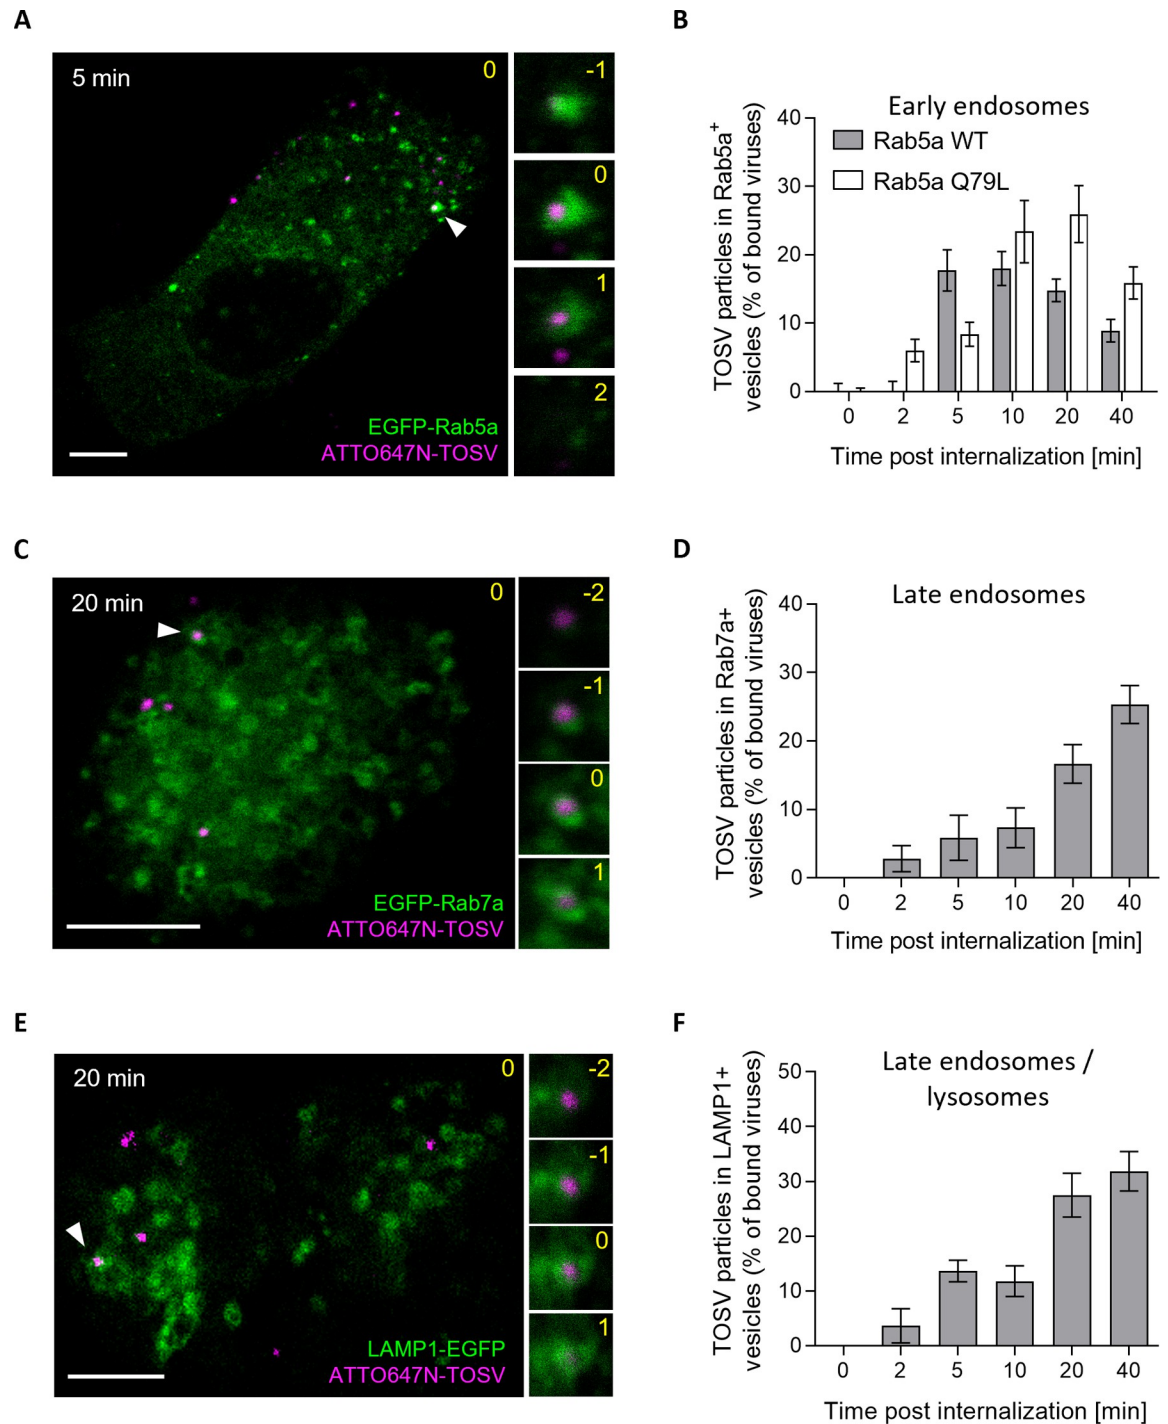 A
5 min
0
-1
0
1
2
EGFP-Rab5a
ATTO647N-TOSV
B
Early endosomes
Rab5a WT
Rab5a Q79L
TOSV particles in Rab5a+
vesicles (% of bound viruses)
40
30
20
10
0
0 2 5 10 20 40
Time post internalization [min]
C
20 min
0
-2
-1
0
1
EGFP-Rab7a
ATTO647N-TOSV
D
Late endosomes
TOSV particles in Rab7a+
vesicles (% of bound viruses)
40
30
20
10
0
0 2 5 10 20 40
Time post internalization [min]
E
20 min
0
-2
-1
0
1
LAMP1-EGFP
ATTO647N-TOSV
F
Late endosomes /
lysosomes
TOSV particles in LAMP1+
vesicles (% of bound viruses)
50
40
30
20
10
0
0 2 5 10 20 40
Time post internalization [min]